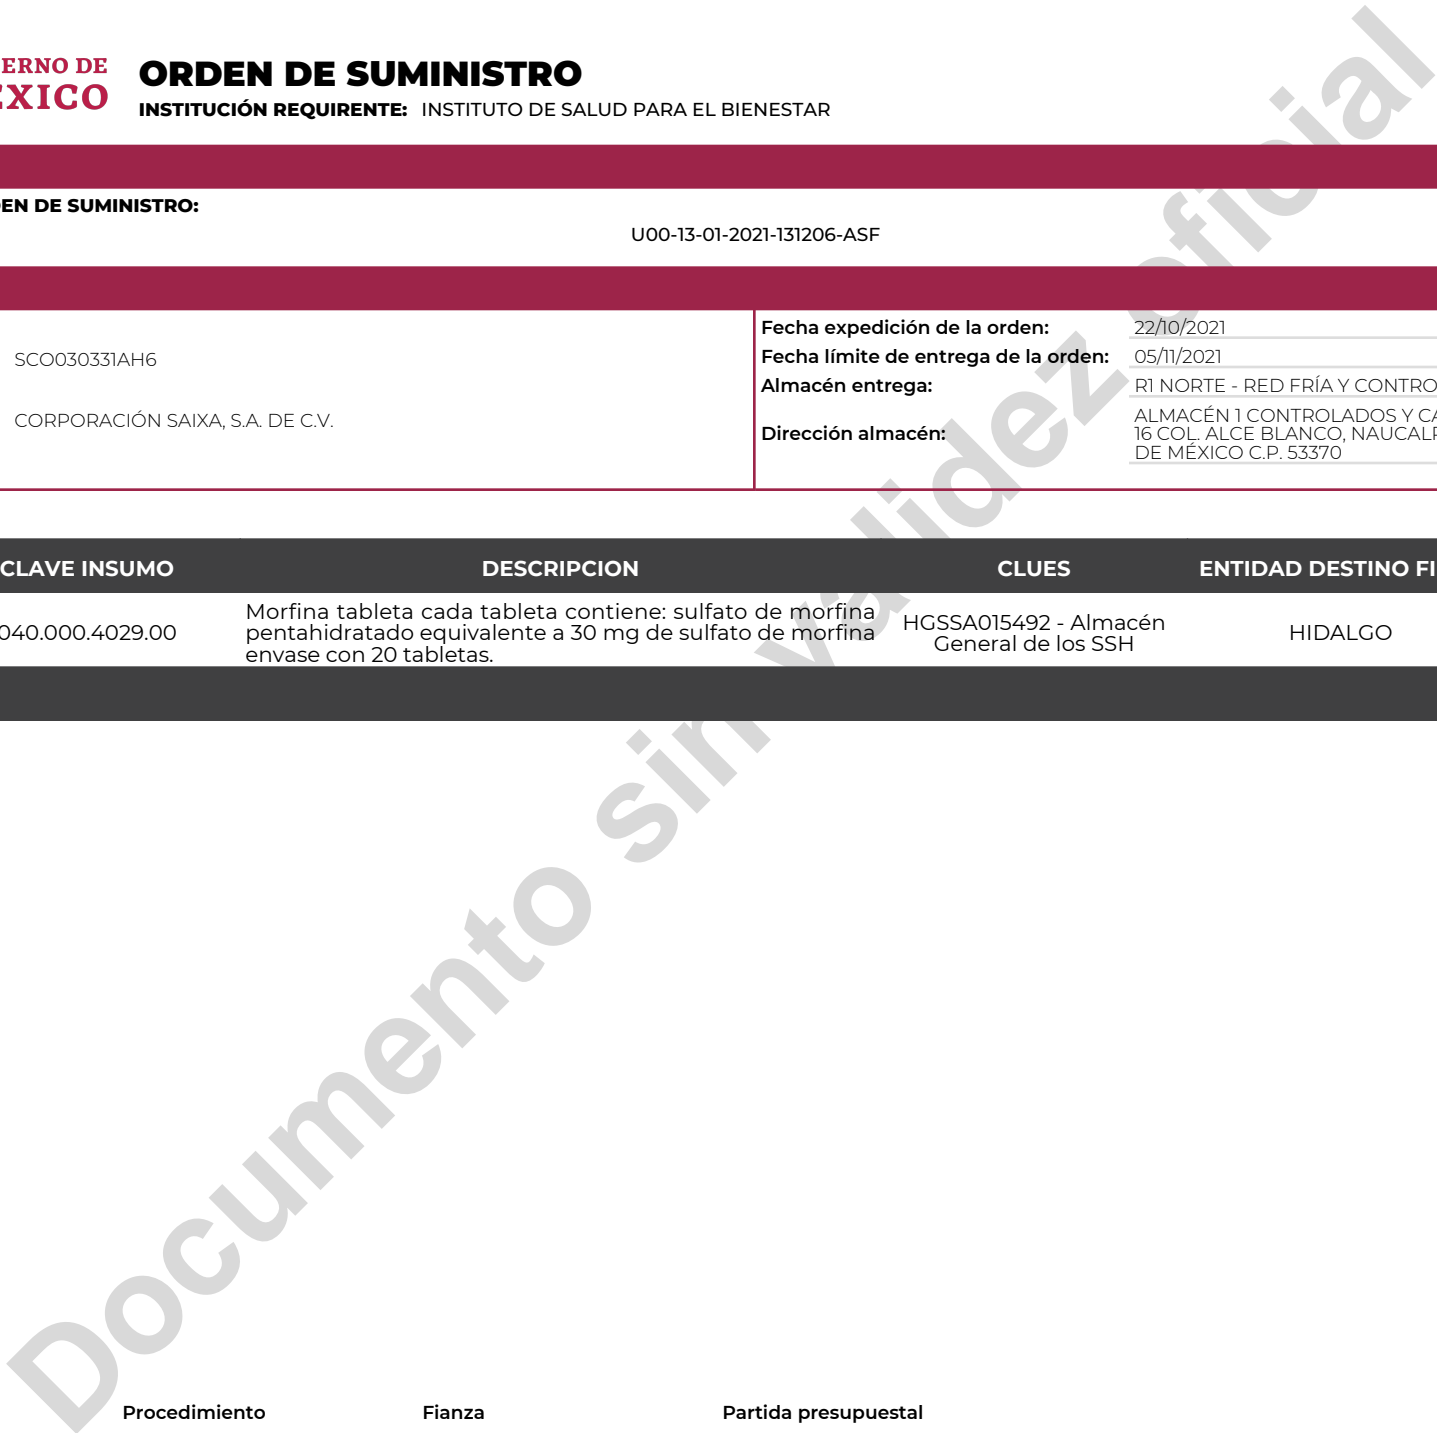 ERNO DE
ÉXICO
ORDEN DE SUMINISTRO
INSTITUCIÓN REQUIRENTE: INSTITUTO DE SALUD PARA EL BIENESTAR
EN DE SUMINISTRO:
U00-13-01-2021-131206-ASF
SCO030331AH6
CORPORACIÓN SAIXA, S.A. DE C.V.
Fecha expedición de la orden: 22/10/2021
Fecha límite de entrega de la orden: 05/11/2021
Almacén entrega: R1 NORTE - RED FRÍA Y CONTRO
Dirección almacén: ALMACÉN 1 CONTROLADOS Y CA
16 COL. ALCE BLANCO, NAUCALP
DE MÉXICO C.P. 53370
CLAVE INSUMO DESCRIPCION CLUES ENTIDAD DESTINO FI
040.000.4029.00
Morfina tableta cada tableta contiene: sulfato de morfina
pentahidratado equivalente a 30 mg de sulfato de morfina
envase con 20 tabletas.
HGSSA015492 - Almacén
General de los SSH
HIDALGO
Documento sin validez oficial
Procedimiento Fianza Partida presupuestal